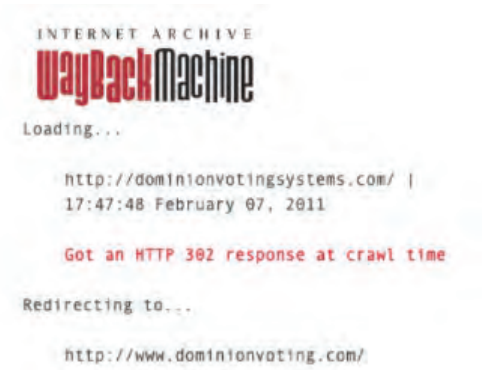 INTERNET ARCHIVE
WayBackMachine
Loading...
http://dominionvotingsystems.com/ |
17:47:48 February 07, 2011
Got an HTTP 302 response at crawl time
Redirecting to...
http://www.dominionvoting.com/